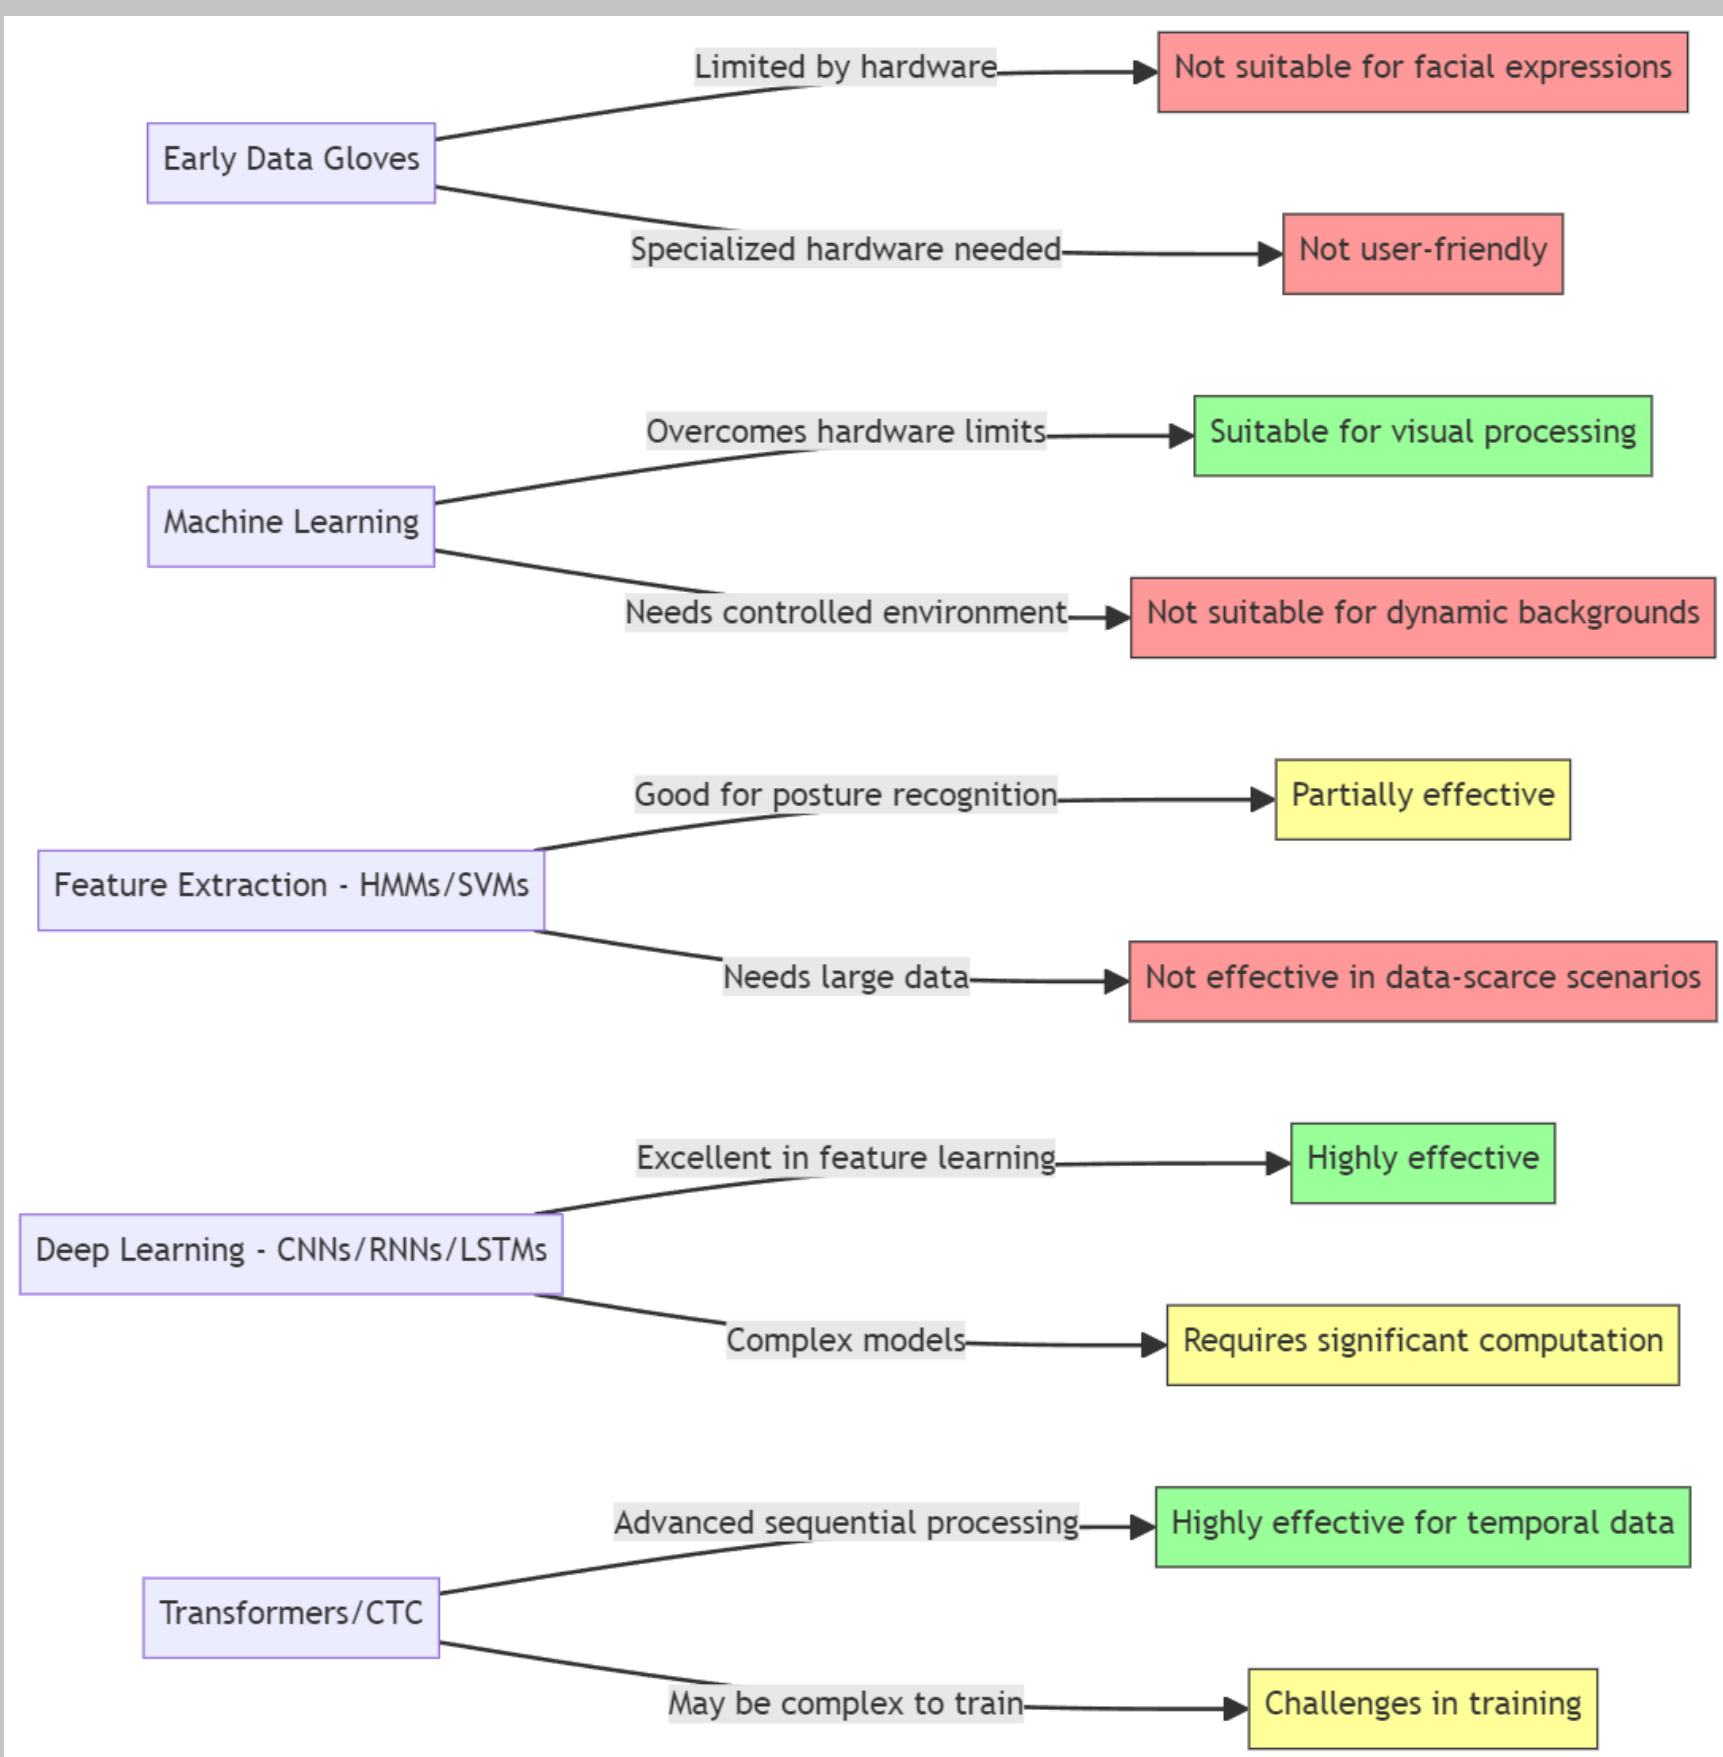 Limited by hardware
Not suitable for facial expressions
Early Data Gloves
Specialized hardware needed
Not user-friendly
Overcomes hardware limits
Suitable for visual processing
Machine Learning
Needs controlled environment
Not suitable for dynamic backgrounds
Good for posture recognition
Partially effective
Feature Extraction - HMMs/SVMs
Needs large data
Not effective in data-scarce scenarios
Excellent in feature learning
Highly effective
Deep Learning - CNNs/RNNs/LSTMs
Complex models
Requires significant computation
Advanced sequential processing
Highly effective for temporal data
Transformers/CTC
May be complex to train
Challenges in training